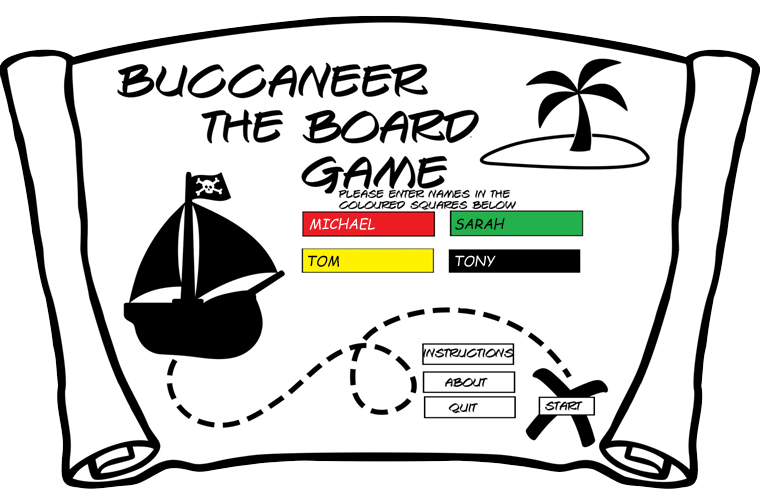 BUCCANEER
THE BOARD
GAME
PLEASE ENTER NAMES IN THE
COLOURED SQUARES BELOW
MICHAEL
SARAH
TOM
TONY
INSTRUCTIONS
ABOUT
QUIT
START